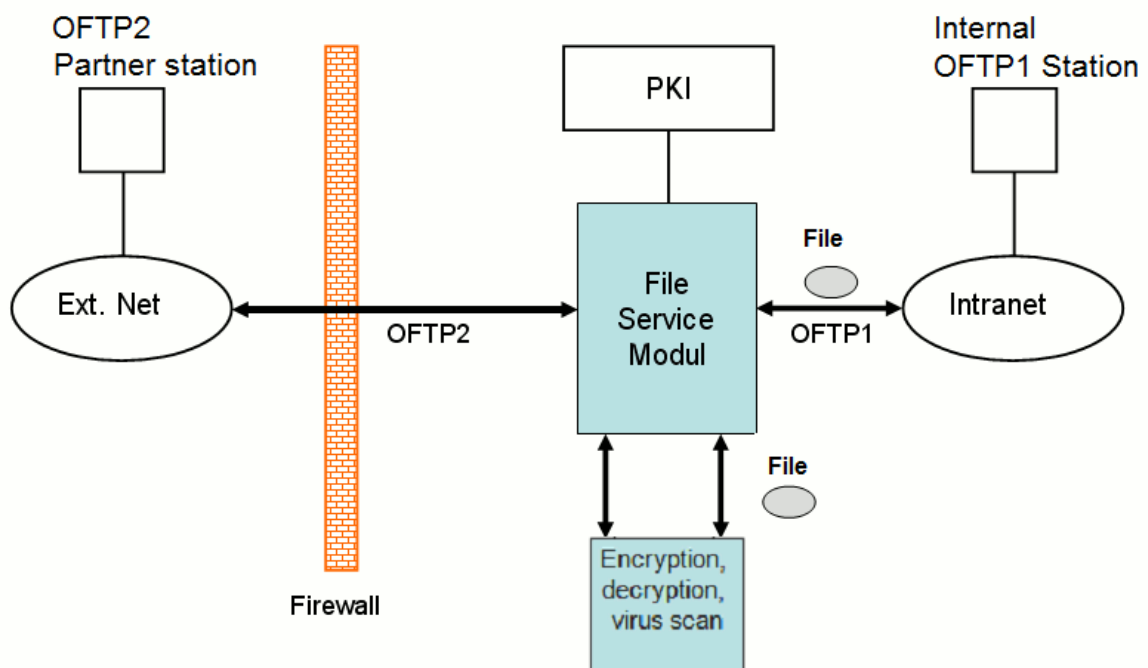 OFTP2
Partner station
Internal
OFTP1 Station
PKI
File
Ext. Net
File
Service
Modul
Intranet
OFTP2
OFTP1
File
Encryption,
decryption,
virus scan
Firewall